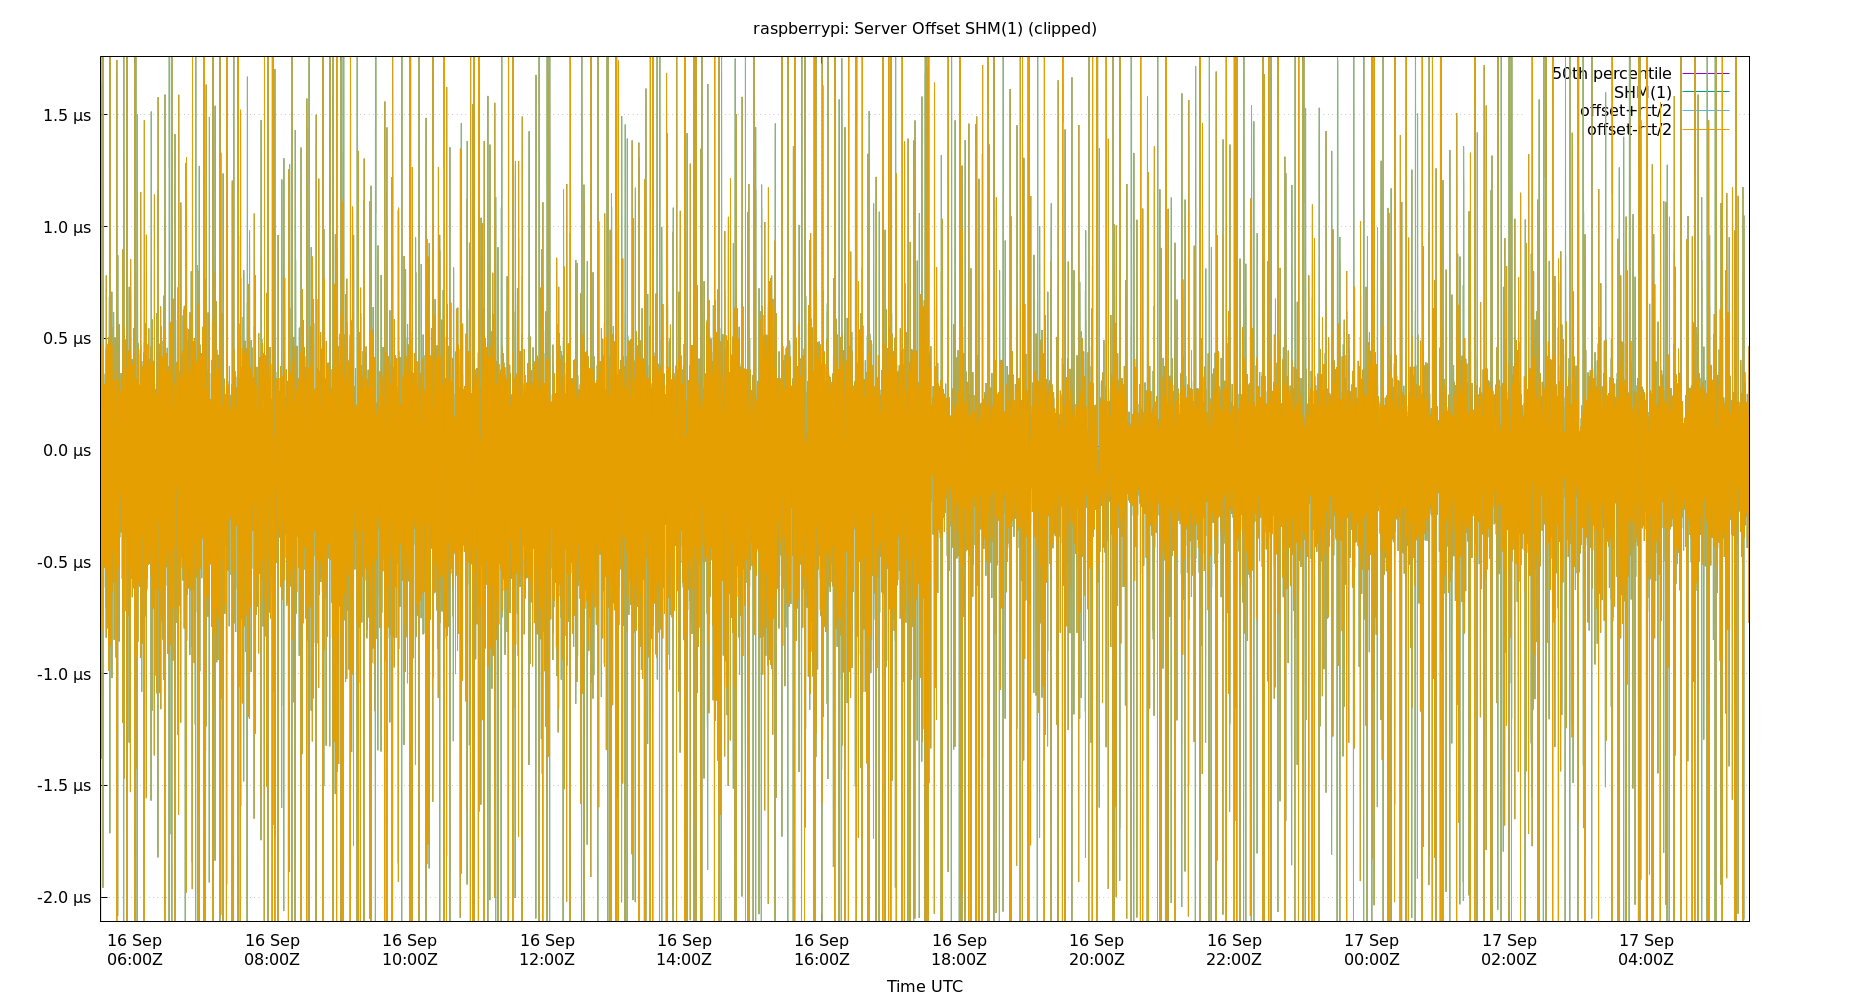 raspberrypi: Server Offset SHM(1) (clipped)
50th percentile
SHM(1)
offset+rtt/2
offset-rtt/2
1.5 µs
1.0 µs
0.5 µs
0.0 µs
-0.5 µs
-1.0 µs
-1.5 µs
-2.0 µs
16 Sep 16 Sep 16 Sep 16 Sep 16 Sep 16 Sep 16 Sep 16 Sep 16 Sep 17 Sep 17 Sep 17 Sep
06:00Z 08:00Z 10:00Z 12:00Z 14:00Z 16:00Z 18:00Z 20:00Z 22:00Z 00:00Z 02:00Z 04:00Z
Time UTC